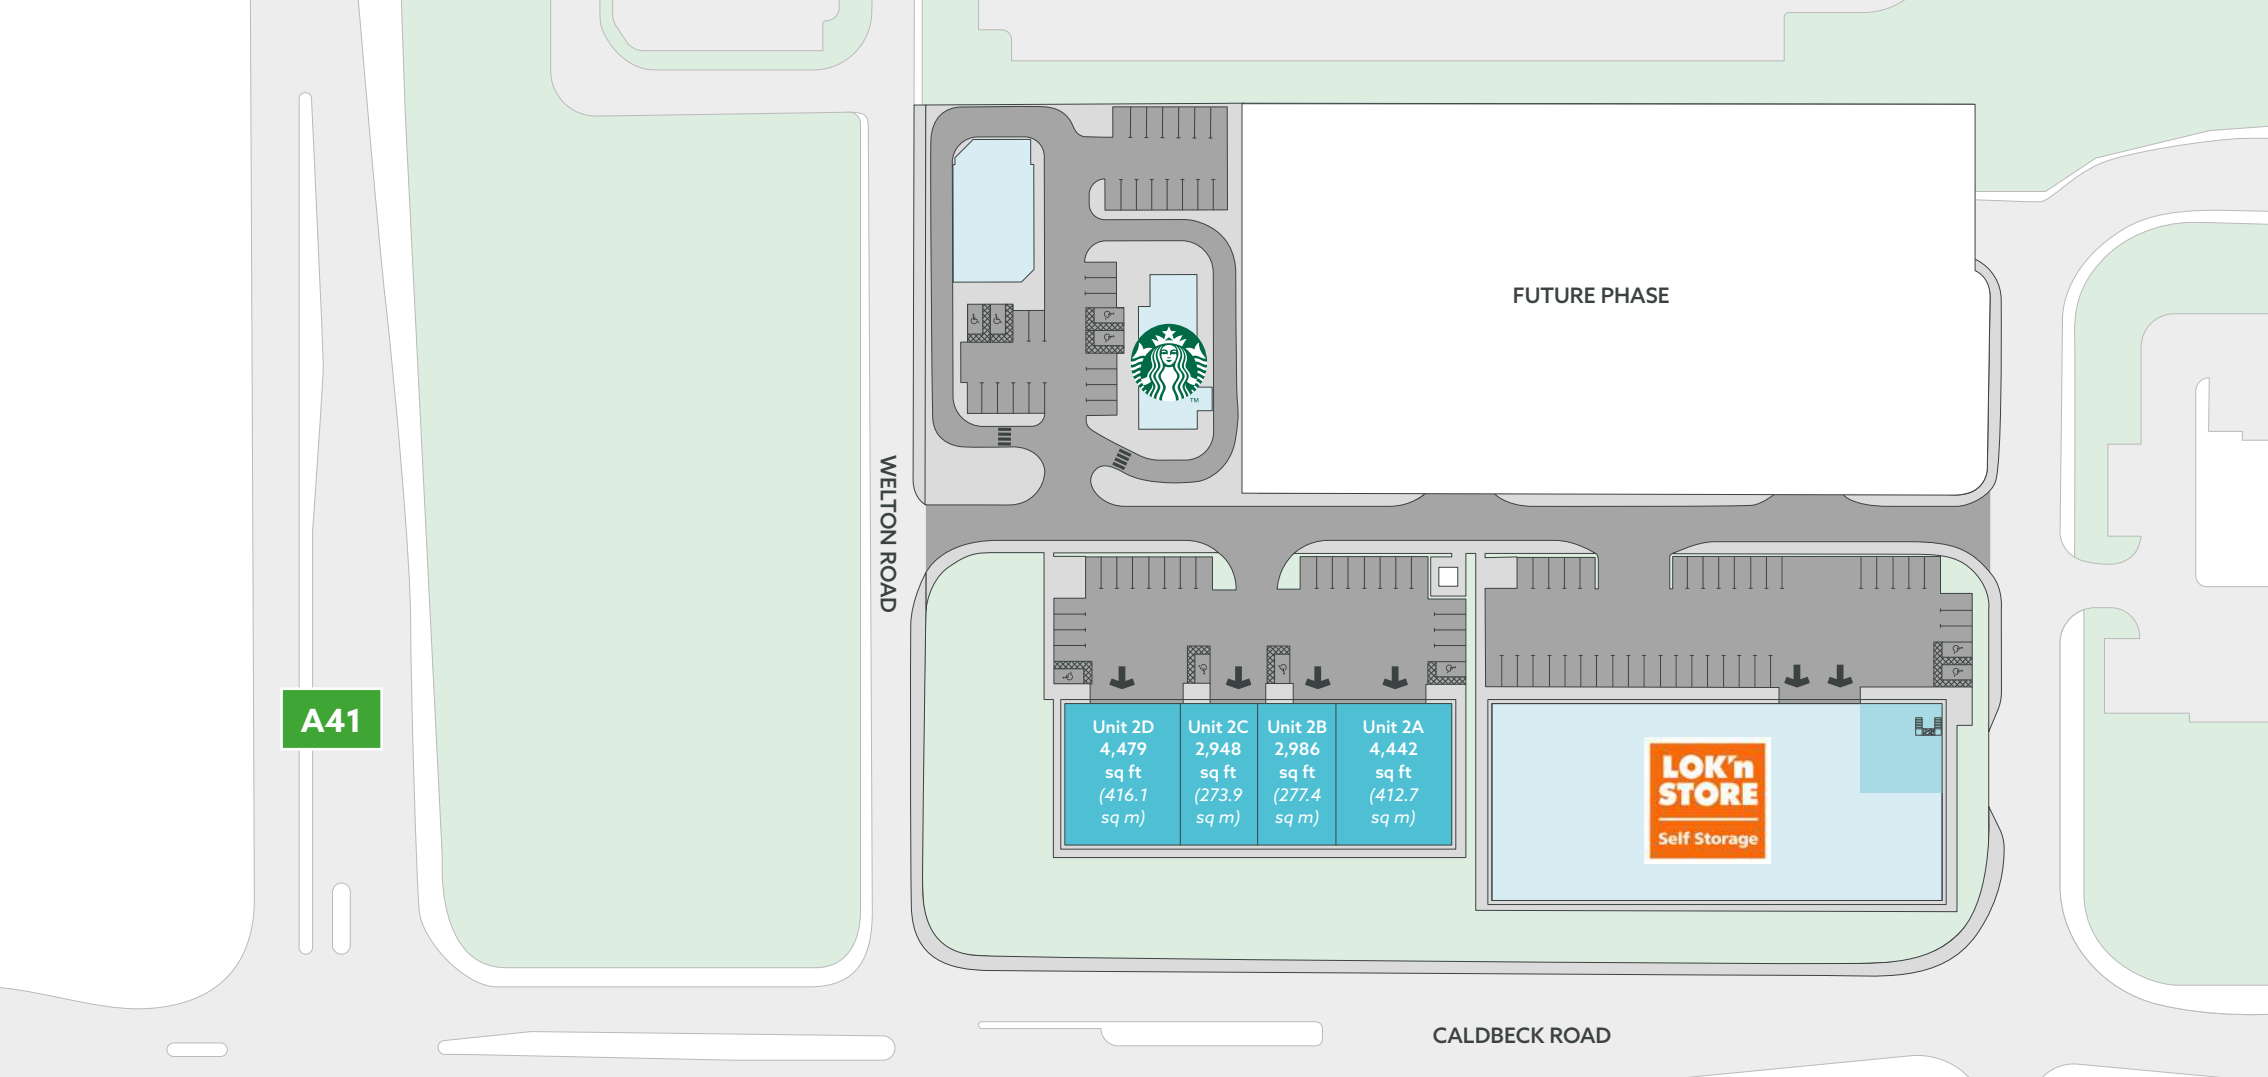 FUTURE PHASE
TM
WELTON ROAD
A41
Unit 2D
4,479
sq ft
(416.1
sq m)
Unit 2C
2,948
sq ft
(273.9
sq m)
Unit 2B
2,986
sq ft
(277.4
sq m)
Unit 2A
4,442
sq ft
(412.7
sq m)
LOK'n
STORE
Self Storage
CALDBECK ROAD